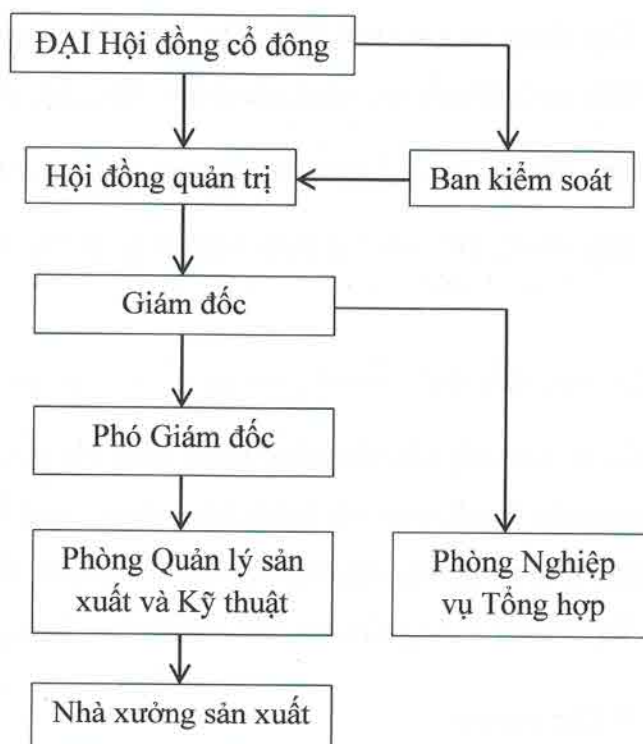 ĐẠI Hội đồng cổ đông
Hội đồng quản trị
Ban kiểm soát
Giám đốc
Phó Giám đốc
Phòng Quản lý sản
xuất và Kỹ thuật
Phòng Nghiệp
vụ Tổng hợp
Nhà xưởng sản xuất